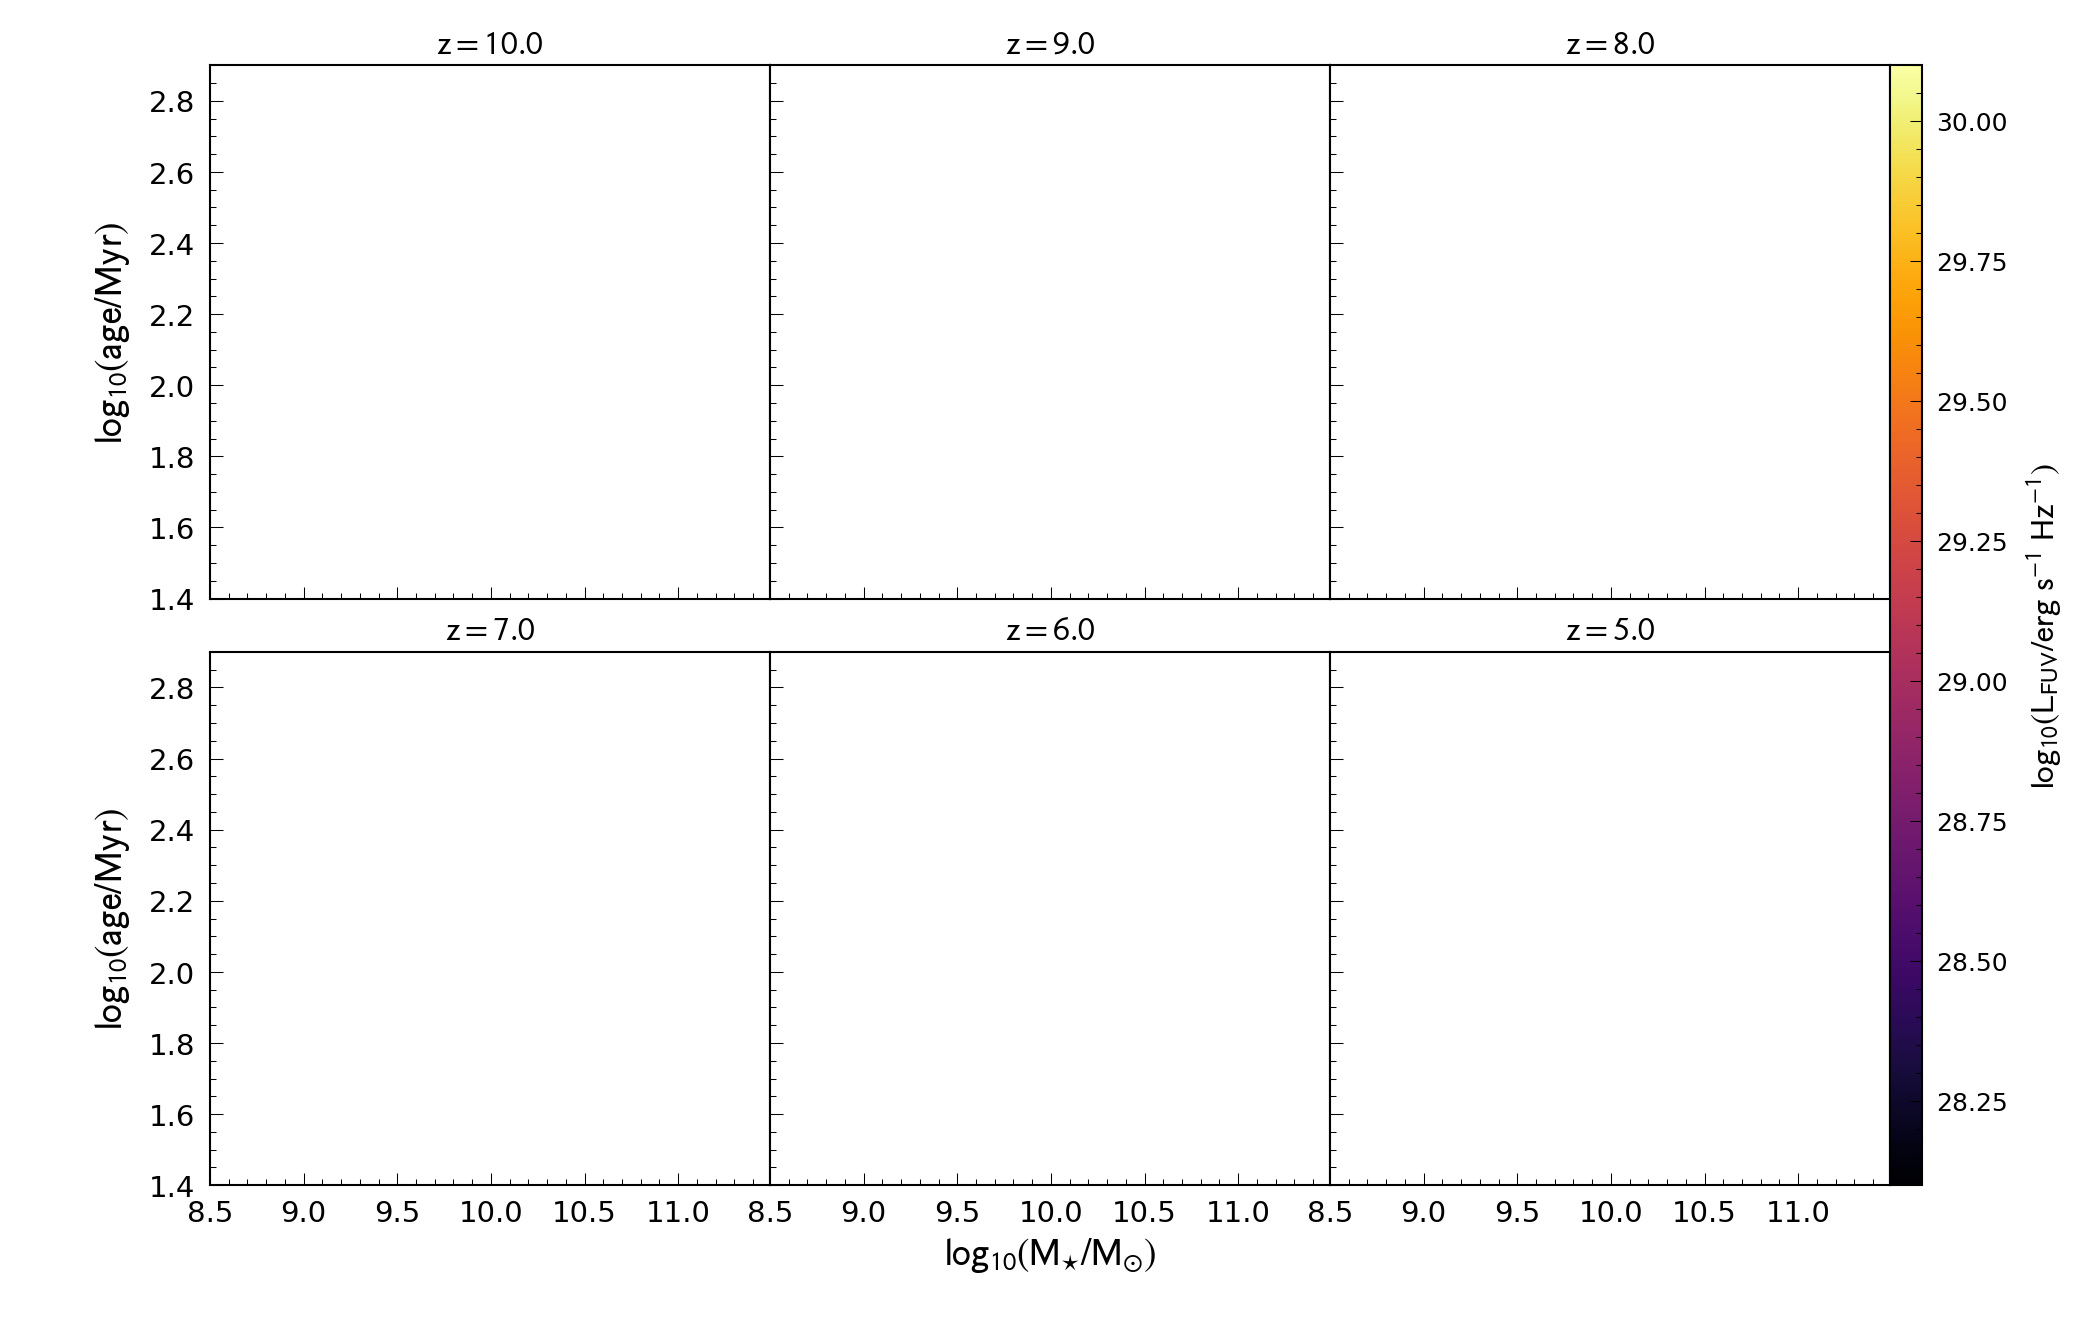 z = 10.0
z = 9.0
z = 8.0
2.8
2.6
2.4
2.2
2.0
1.8
1.6
1.4
log₁₀(age/Myr)
30.00
29.75
29.50
29.25
29.00
28.75
28.50
28.25
log₁₀(L_FUV/erg s⁻¹ Hz⁻¹)
z = 7.0
z = 6.0
z = 5.0
2.8
2.6
2.4
2.2
2.0
1.8
1.6
1.4
log₁₀(age/Myr)
8.5 9.0 9.5 10.0 10.5 11.0 8.5 9.0 9.5 10.0 10.5 11.0 8.5 9.0 9.5 10.0 10.5 11.0
log₁₀(M⋆/M⊙)